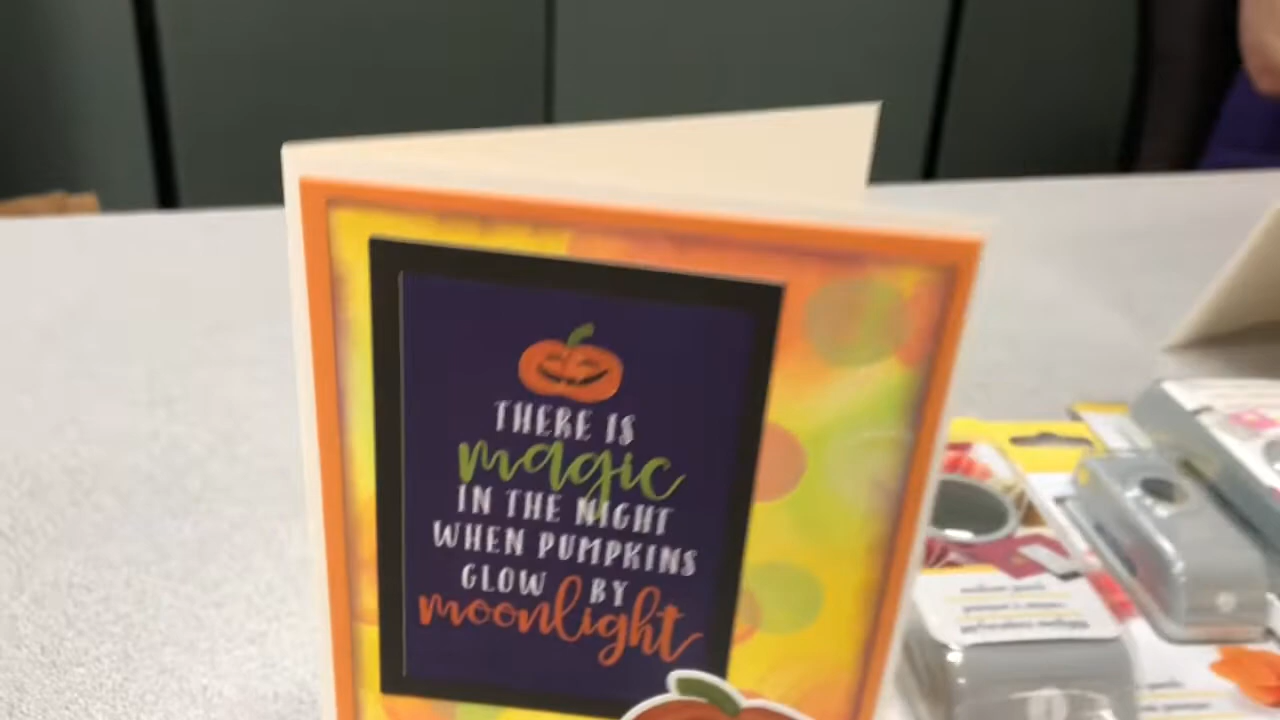 THERE IS
magic
IN THE NIGHT
WHEN PUMPKINS
GLOW BY
moonlight